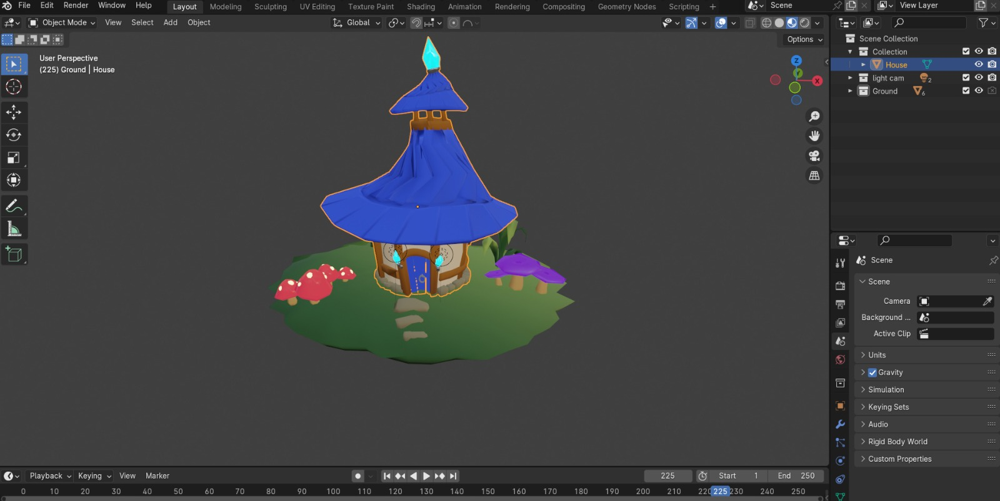 File Edit Render Window Help Layout Modeling Sculpting UV Editing Texture Paint Shading Animation Rendering Compositing Geometry Nodes Scripting + Scene View Layer
Object Mode View Select Add Object Global
Options
User Perspective
(225) Ground | House
Z
Y
X
Scene Collection
Collection
House
light cam 2
Ground 6
Scene
Scene
Camera
Background ...
Active Clip
Units
Gravity
Simulation
Keying Sets
Audio
Rigid Body World
Custom Properties
Playback Keying View Marker 225 Start 1 End 250
0 10 20 30 40 50 60 70 80 90 100 110 120 130 140 150 160 170 180 190 200 210 220 225 230 240 250